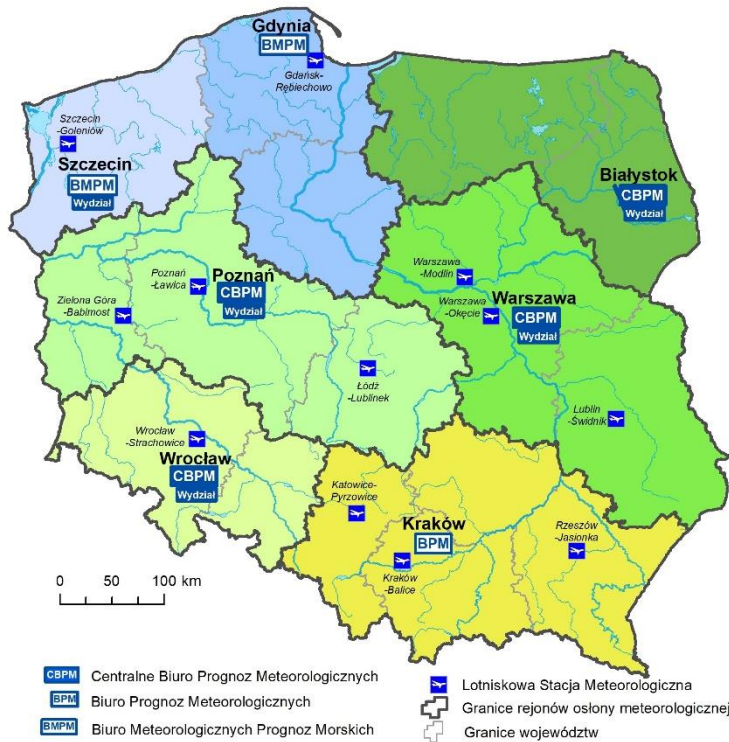 Gdynia
BMPM
Gdańsk-
Rębiechowo
Szczecin
-Goleniów
Szczecin
BMPM
Wydział
Białystok
CBPM
Wydział
Poznań
-Ławica
Poznań
CBPM
Wydział
Warszawa
-Modlin
Warszawa
-Okęcie
Warszawa
CBPM
Wydział
Zielona Góra
-Babimost
Łódź
-Lublinek
Lublin
-Świdnik
Wrocław
-Strachowice
Wrocław
CBPM
Wydział
Katowice-
Pyrzowice
Kraków
BPM
Kraków
-Balice
Rzeszów
-Jasionka
0 50 100 km
CBPM Centralne Biuro Prognoz Meteorologicznych
BPM Biuro Prognoz Meteorologicznych
BMPM Biuro Meteorologicznych Prognoz Morskich
Lotniskowa Stacja Meteorologiczna
Granice rejonów osłony meteorologicznej
Granice województw